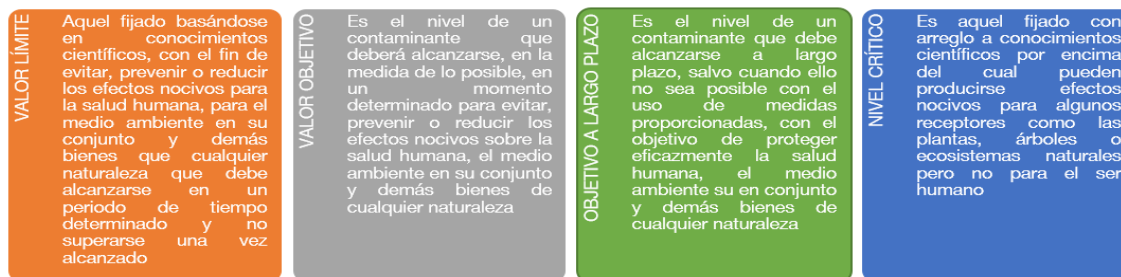 VALOR LÍMITE
Aquel fijado basándose
en conocimientos
científicos, con el fin de
evitar, prevenir o reducir
los efectos nocivos para
la salud humana, para el
medio ambiente en su
conjunto y demás
bienes que cualquier
naturaleza que debe
alcanzarse en un
periodo de tiempo
determinado y no
superarse una vez
alcanzado
VALOR OBJETIVO
Es el nivel de un
contaminante que
deberá alcanzarse, en la
medida de lo posible, en
un momento
determinado para evitar,
prevenir o reducir los
efectos nocivos sobre la
salud humana, el medio
ambiente en su conjunto
y demás bienes de
cualquier naturaleza
OBJETIVO A LARGO PLAZO
Es el nivel de un
contaminante que debe
alcanzarse a largo
plazo, salvo cuando ello
no sea posible con el
uso de medidas
proporcionadas, con el
objetivo de proteger
eficazmente la salud
humana, el medio
ambiente su en conjunto
y demás bienes de
cualquier naturaleza
NIVEL CRÍTICO
Es aquel fijado con
arreglo a conocimientos
científicos por encima
del cual pueden
producirse efectos
nocivos para algunos
receptores como las
plantas, árboles o
ecosistemas naturales
pero no para el ser
humano